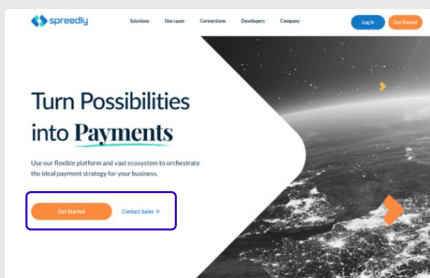 spreedly
Solutions Use cases Connections Developers Company Log in Get Started
Turn Possibilities
into Payments
Use our flexible platform and vast ecosystem to orchestrate
the ideal payment strategy for your business.
Get Started Contact Sales →